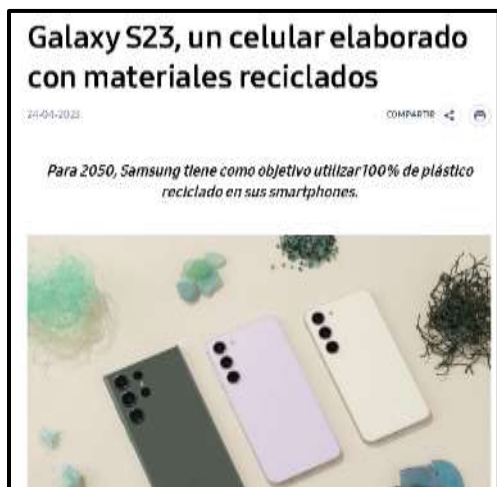 Galaxy S23, un celular elaborado
con materiales reciclados
24-04-2023
COMPARTIR
Para 2050, Samsung tiene como objetivo utilizar 100% de plástico
reciclado en sus smartphones.